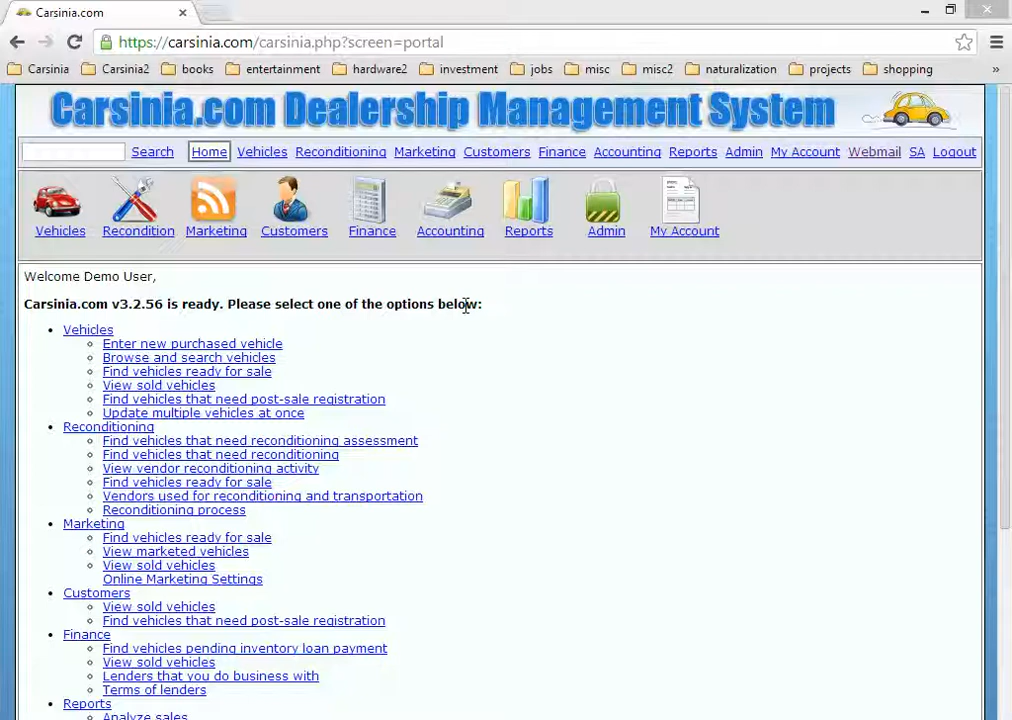 Carsinia.com
https://carsinia.com/carsinia.php?screen=portal
Carsinia Carsinia2 books entertainment hardware2 investment jobs misc misc2 naturalization projects shopping »
Carsinia.com Dealership Management System
Search Home Vehicles Reconditioning Marketing Customers Finance Accounting Reports Admin My Account Webmail SA Logout
Vehicles Recondition Marketing Customers Finance Accounting Reports Admin My Account
Welcome Demo User,
Carsinia.com v3.2.56 is ready. Please select one of the options below:
Vehicles
Enter new purchased vehicle
Browse and search vehicles
Find vehicles ready for sale
View sold vehicles
Find vehicles that need post-sale registration
Update multiple vehicles at once
Reconditioning
Find vehicles that need reconditioning assessment
Find vehicles that need reconditioning
View vendor reconditioning activity
Find vehicles ready for sale
Vendors used for reconditioning and transportation
Reconditioning process
Marketing
Find vehicles ready for sale
View marketed vehicles
View sold vehicles
Online Marketing Settings
Customers
View sold vehicles
Find vehicles that need post-sale registration
Finance
Find vehicles pending inventory loan payment
View sold vehicles
Lenders that you do business with
Terms of lenders
Reports
Analyze sales